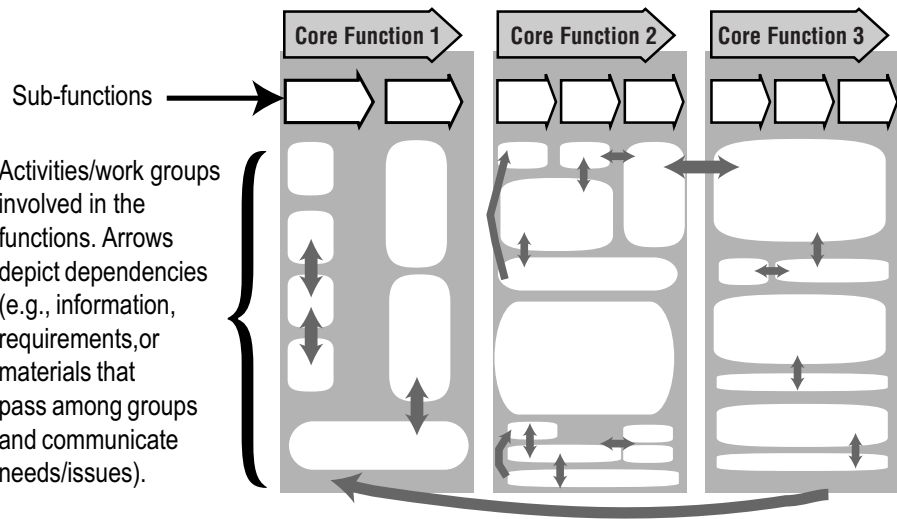 Core Function 1
Core Function 2
Core Function 3
Sub-functions
Activities/work groups
involved in the
functions. Arrows
depict dependencies
(e.g., information,
requirements,or
materials that
pass among groups
and communicate
needs/issues).